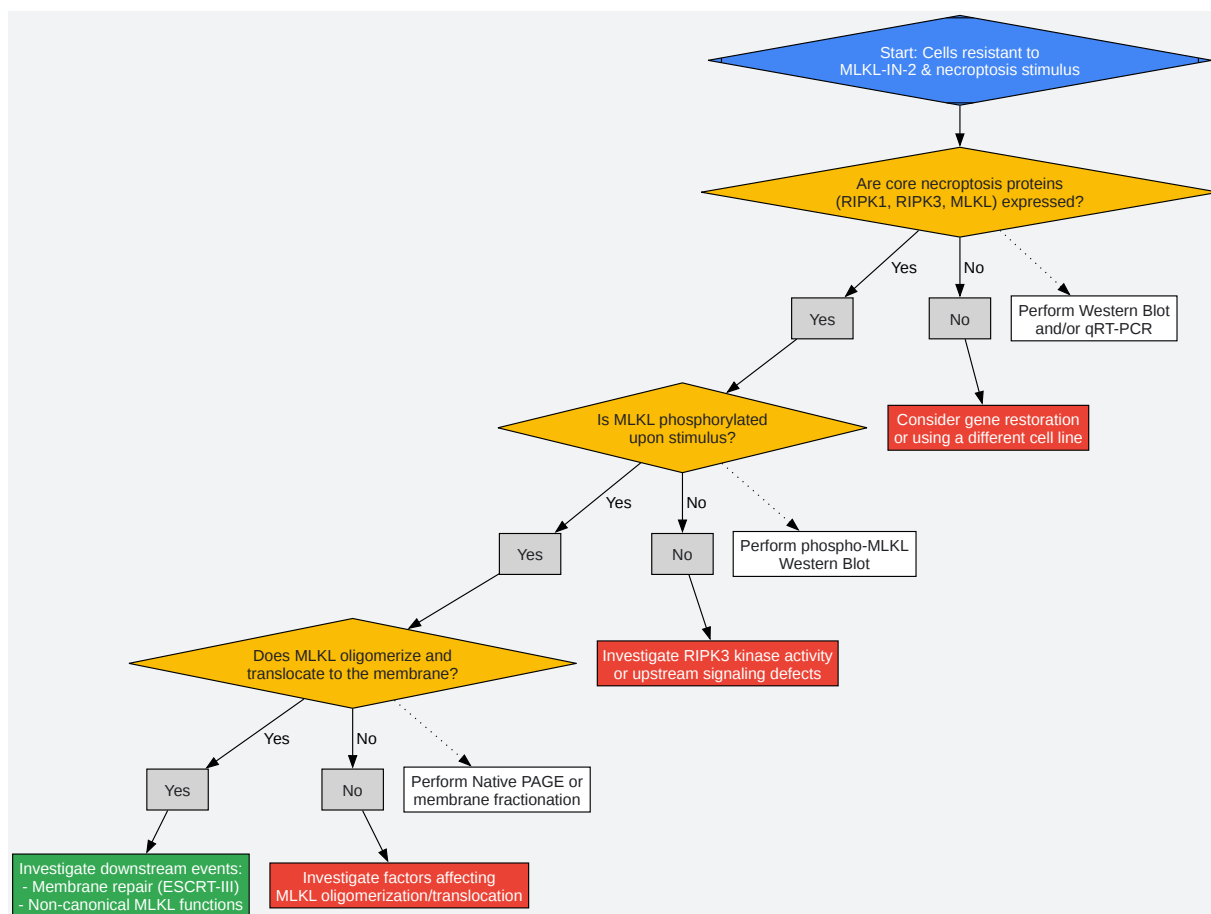 Start: Cells resistant to
MLKL-IN-2 & necroptosis stimulus
Are core necroptosis proteins
(RIPK1, RIPK3, MLKL) expressed?
Yes
No
Yes
No
Perform Western Blot
and/or qRT-PCR
Is MLKL phosphorylated
upon stimulus?
Consider gene restoration
or using a different cell line
Yes
No
Yes
No
Perform phospho-MLKL
Western Blot
Does MLKL oligomerize and
translocate to the membrane?
Investigate RIPK3 kinase activity
or upstream signaling defects
Yes
No
Yes
No
Perform Native PAGE or
membrane fractionation
Investigate downstream events:
- Membrane repair (ESCRT-III)
- Non-canonical MLKL functions
Investigate factors affecting
MLKL oligomerization/translocation